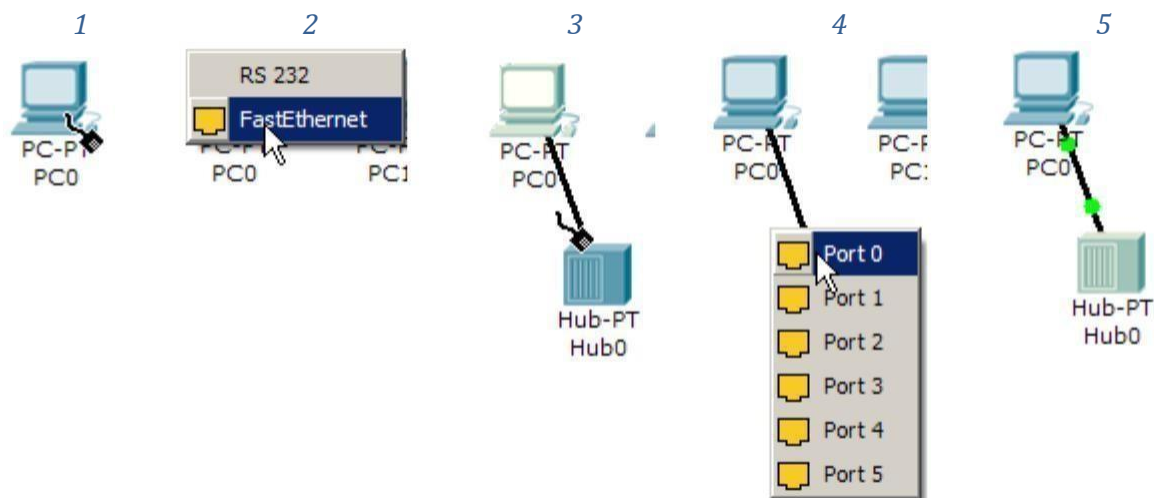 1 2 3 4 5
PC-PT
PC0
RS 232
FastEthernet
PC0
PC1
PC-PT
PC0
Hub-PT
Hub0
PC-PT
PC0
Port 0
Port 1
Port 2
Port 3
Port 4
Port 5
PC-PT
PC0
Hub-PT
Hub0